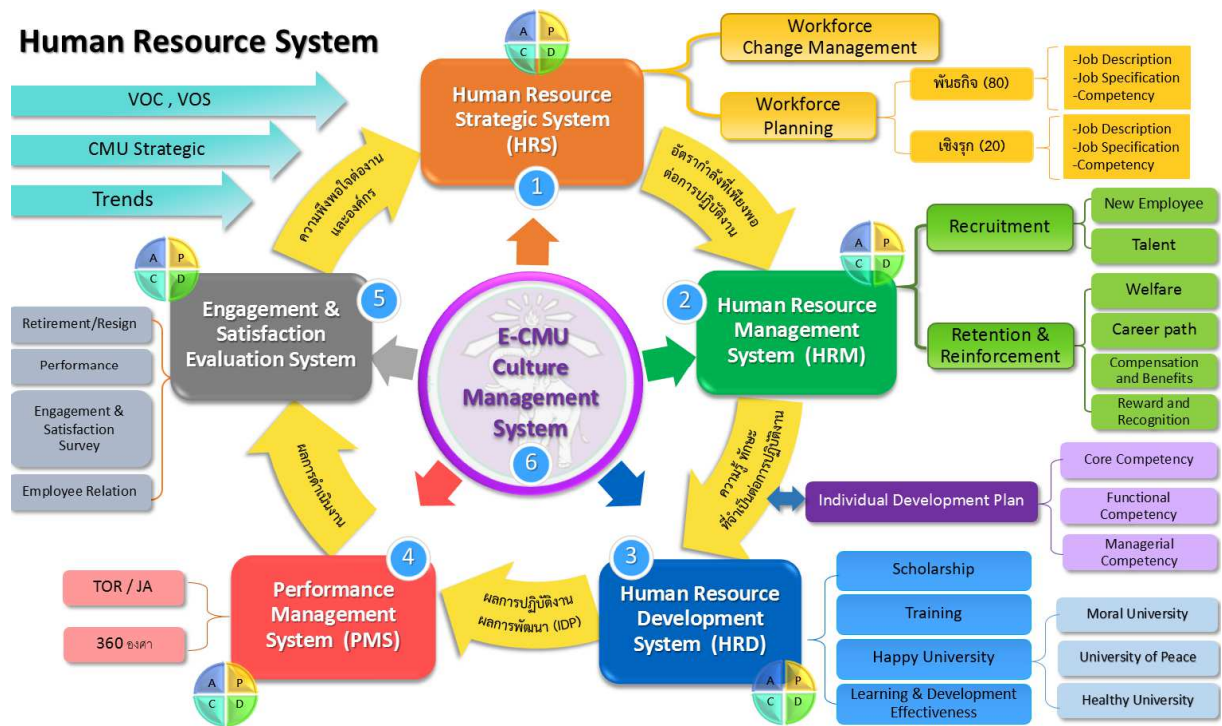 Human Resource System
VOC , VOS
CMU Strategic
Trends
A P
C D
Human Resource
Strategic System
(HRS)
1
Workforce
Change Management
Workforce
Planning
พันธกิจ (80)
-Job Description
-Job Specification
-Competency
เชิงรุก (20)
-Job Description
-Job Specification
-Competency
ความพึงพอใจต่องาน
และองค์กร
อัตรากำลังที่เพียงพอ
ต่อการปฏิบัติงาน
A P
C D
Human Resource
Management
System (HRM)
2
Recruitment
New Employee
Talent
Retention &
Reinforcement
Welfare
Career path
Compensation
and Benefits
Reward and
Recognition
A P
C D
Engagement &
Satisfaction
Evaluation System
5
Retirement/Resign
Performance
Engagement &
Satisfaction
Survey
Employee Relation
E-CMU
Culture
Management
System
6
ความรู้ ทักษะ
ที่จำเป็นต่อการปฏิบัติงาน
Individual Development Plan
Core Competency
Functional
Competency
Managerial
Competency
ผลการดำเนินงาน
4
Performance
Management
System (PMS)
TOR / JA
360 องศา
A P
C D
ผลการปฏิบัติงาน
ผลการพัฒนา (IDP)
3
Human Resource
Development
System (HRD)
A P
C D
Scholarship
Training
Happy University
Learning & Development
Effectiveness
Moral University
University of Peace
Healthy University